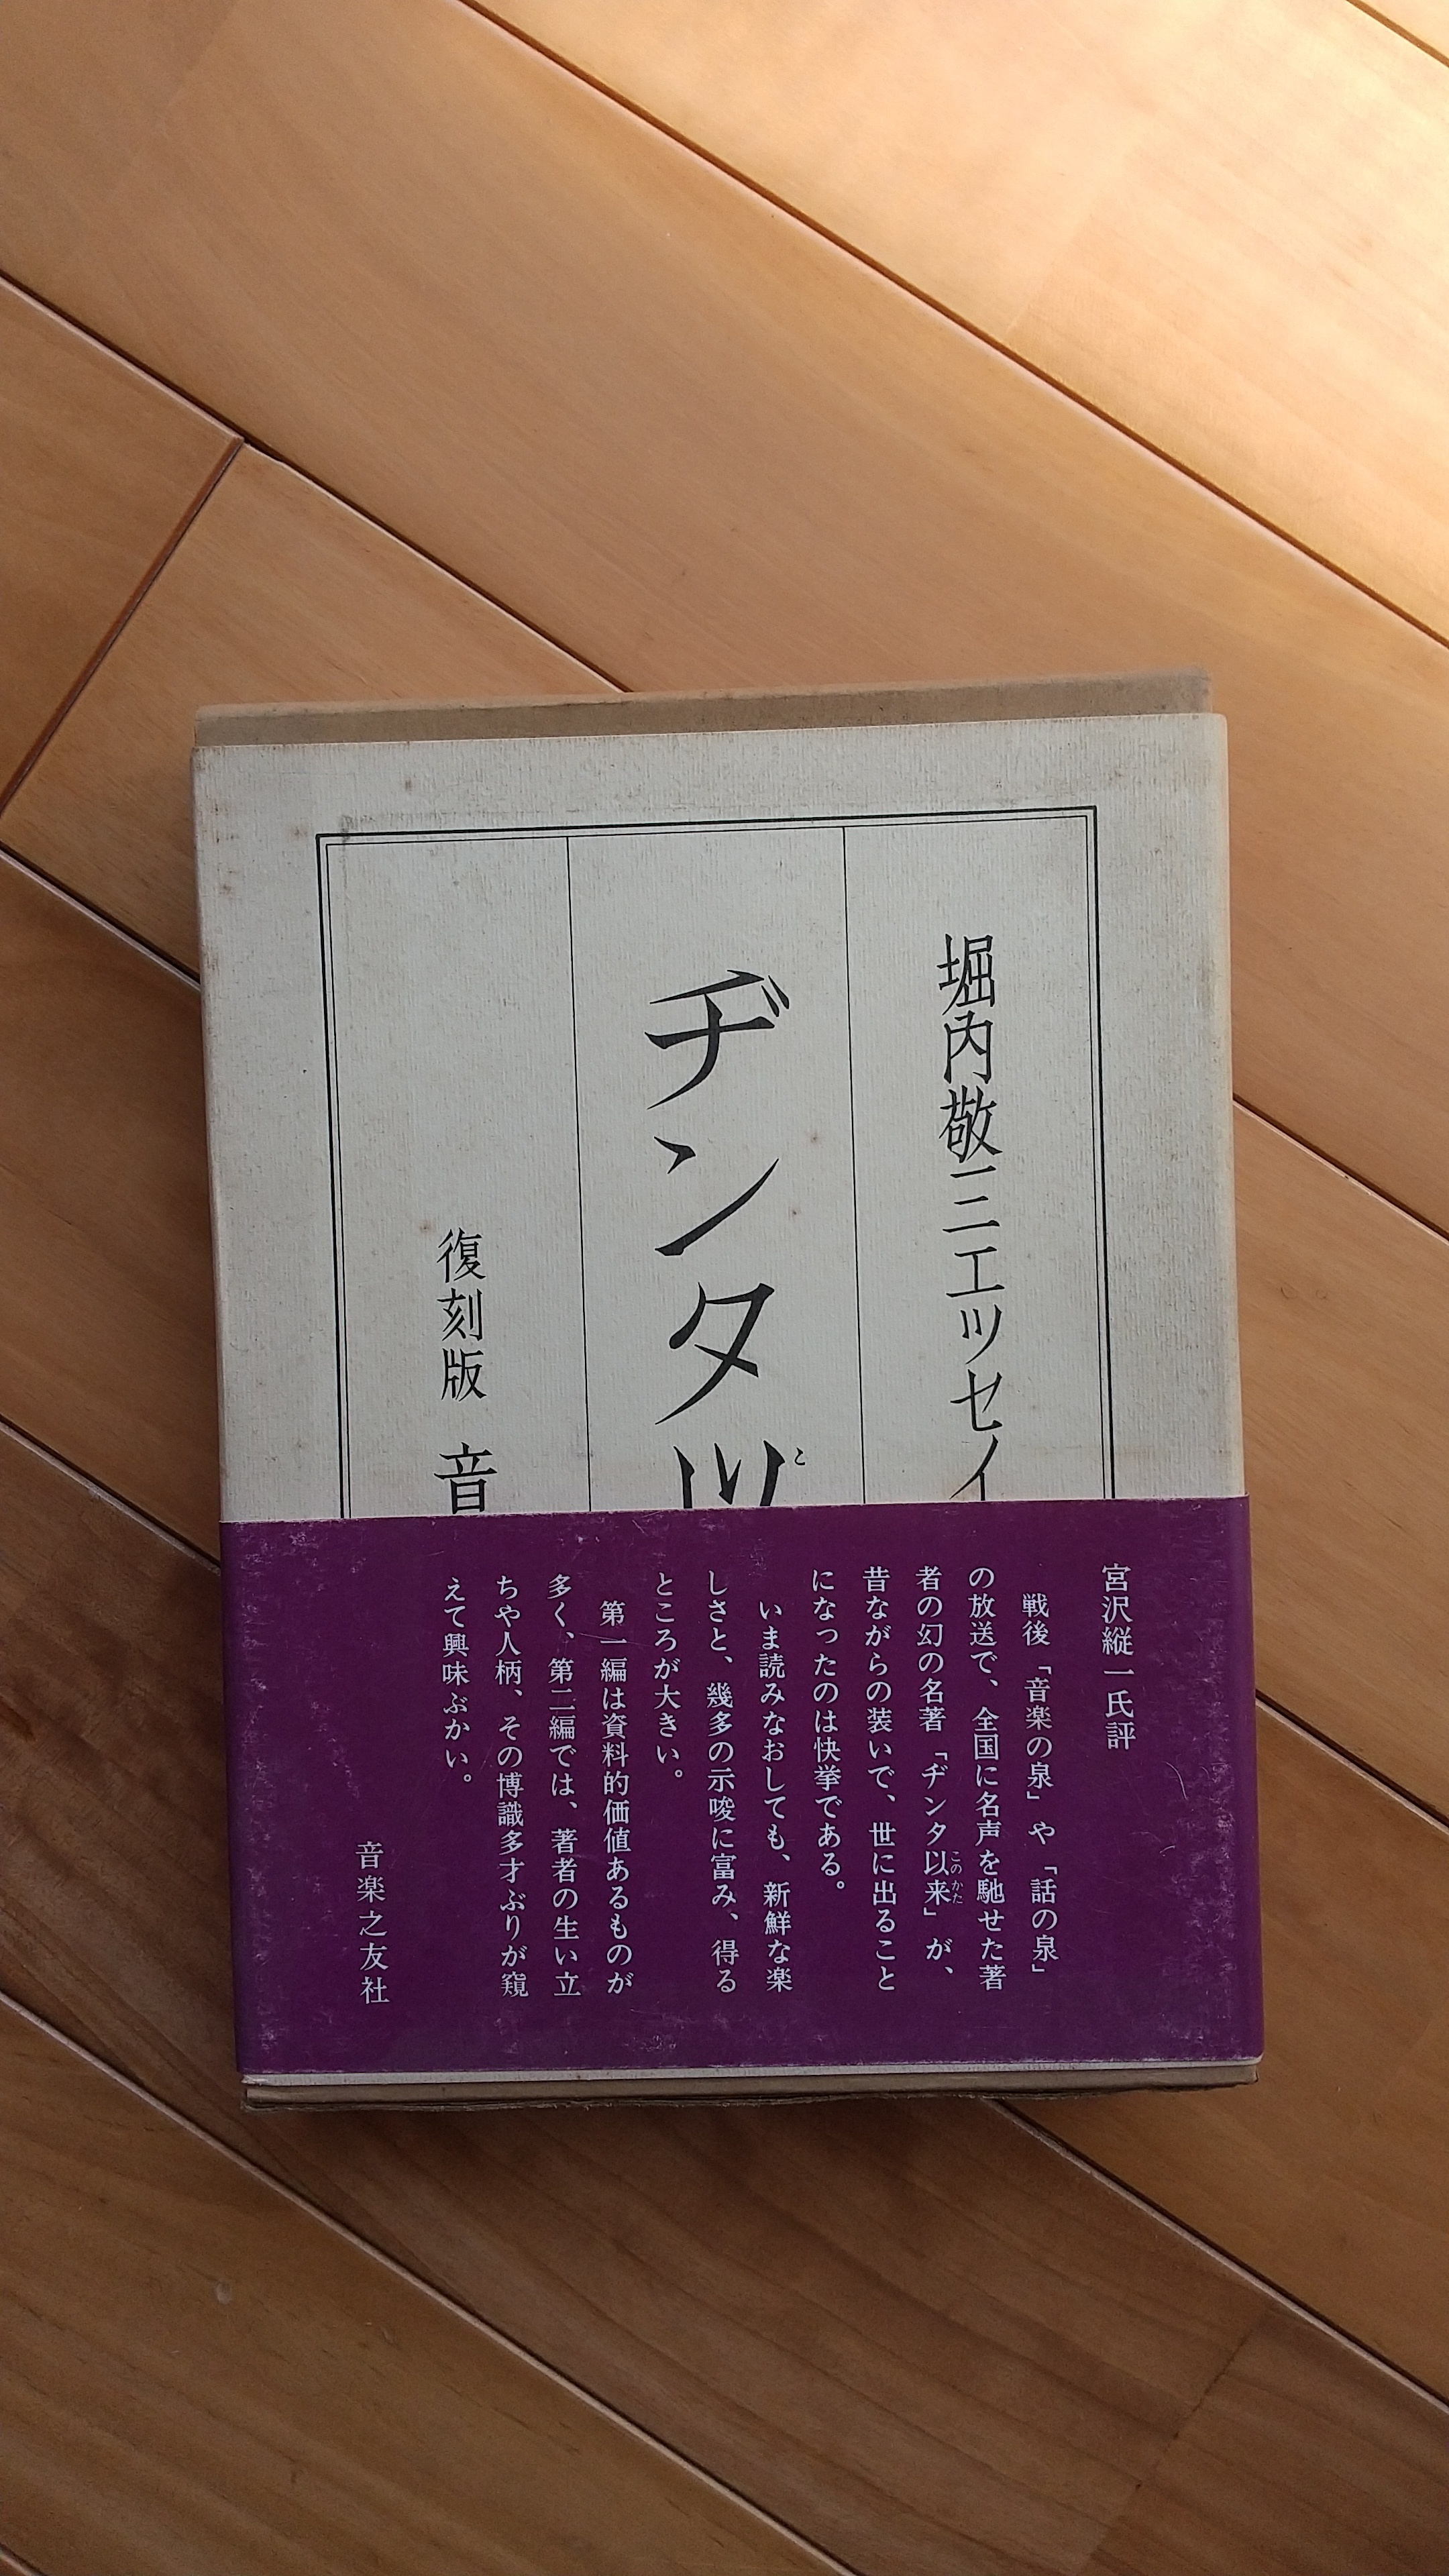 堀内敬三エッセイ
ヂンタ
こ
復刻版 音
宮沢縦一氏評
戦後「音楽の泉」や「話の泉」
の放送で、全国に名声を馳せた著
者の幻の名著「ヂンタ以来」が、
このかた
昔ながらの装いで、世に出ること
になったのは快挙である。
いま読みなおしても、新鮮な楽
しさと、幾多の示唆に富み、得る
ところが大きい。
第一編は資料的価値あるものが
多く、第二編では、著者の生い立
ちや人柄、その博識多才ぶりが窺
えて興味ぶかい。
音楽之友社